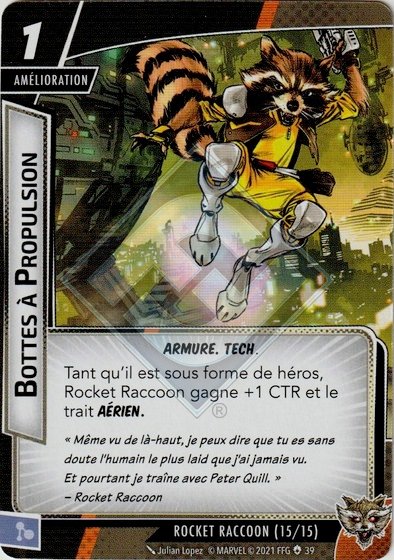 1
AMÉLIORATION
BOTTES À PROPULSION
ARMURE. TECH.
Tant qu'il est sous forme de héros,
Rocket Raccoon gagne +1 CTR et le
trait AÉRIEN.
®
« Même vu de là-haut, je peux dire que tu es sans
doute l'humain le plus laid que j'ai jamais vu.
Et pourtant je traîne avec Peter Quill. »
– Rocket Raccoon
ROCKET RACCOON (15/15)
Julian Lopez © MARVEL © 2021 FFG 39